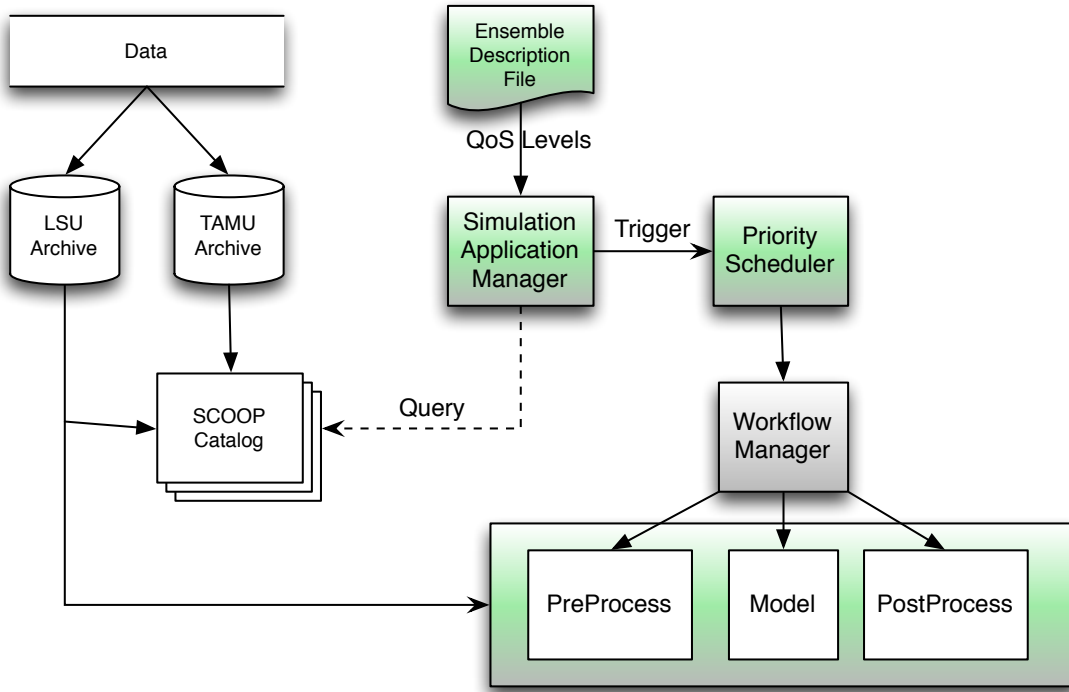 Data
Ensemble
Description
File
QoS Levels
LSU
Archive
TAMU
Archive
Simulation
Application
Manager
Trigger
Priority
Scheduler
SCOOP
Catalog
Query
Workflow
Manager
PreProcess
Model
PostProcess